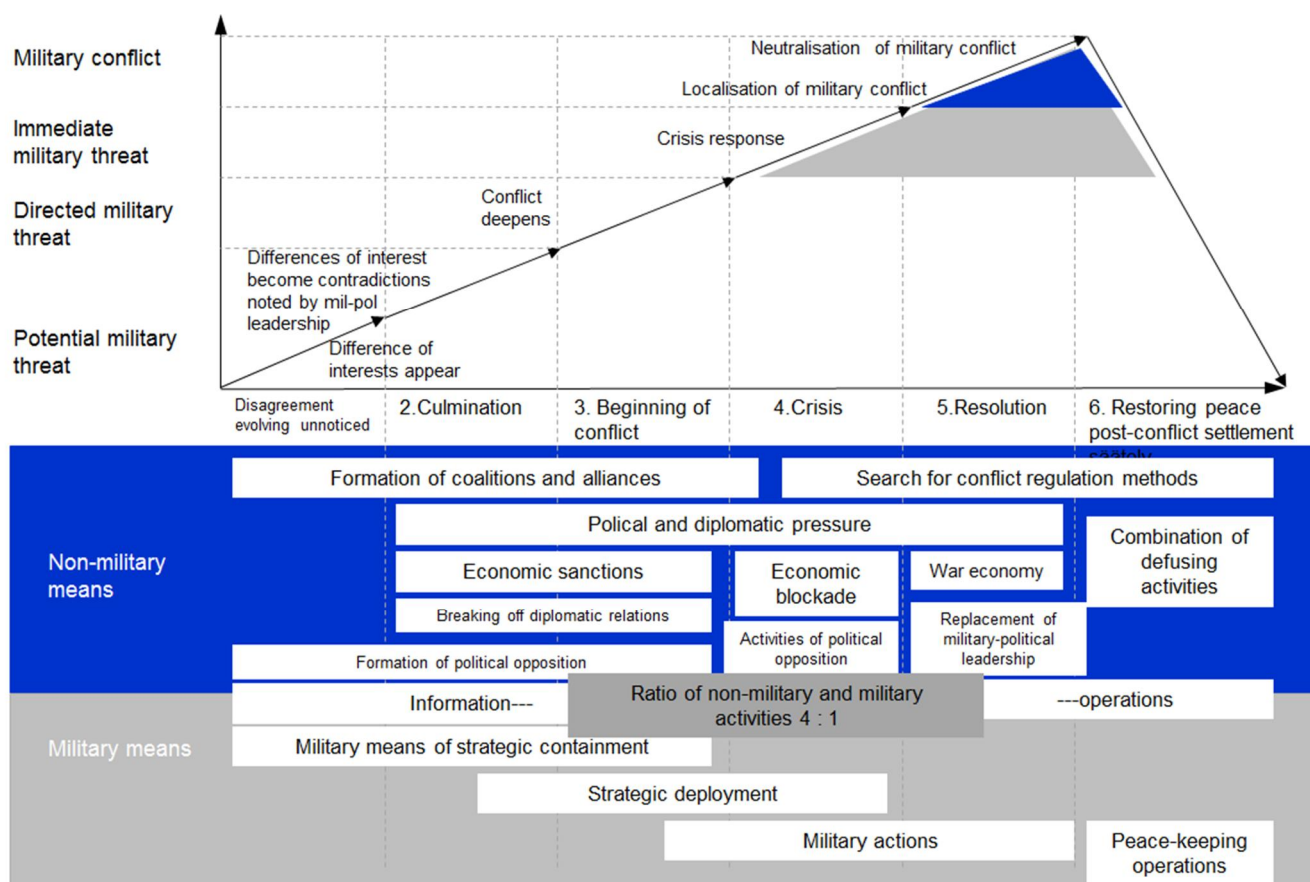 Military conflict
Immediate
military threat
Directed military
threat
Potential military
threat
Neutralisation of military conflict
Localisation of military conflict
Crisis response
Conflict
deepens
Differences of interest
become contradictions
noted by mil-pol
leadership
Difference of
interests appear
Disagreement
evolving unnoticed
2.Culmination
3. Beginning of
conflict
4.Crisis
5.Resolution
6. Restoring peace
post-conflict settlement
säätely
Non-military
means
Formation of coalitions and alliances
Search for conflict regulation methods
Polical and diplomatic pressure
Combination of
defusing
activities
Economic sanctions
Economic
blockade
War economy
Breaking off diplomatic relations
Activities of political
opposition
Replacement of
military-political
leadership
Formation of political opposition
Information---
Ratio of non-military and military
activities 4 : 1
---operations
Military means
Military means of strategic containment
Strategic deployment
Military actions
Peace-keeping
operations